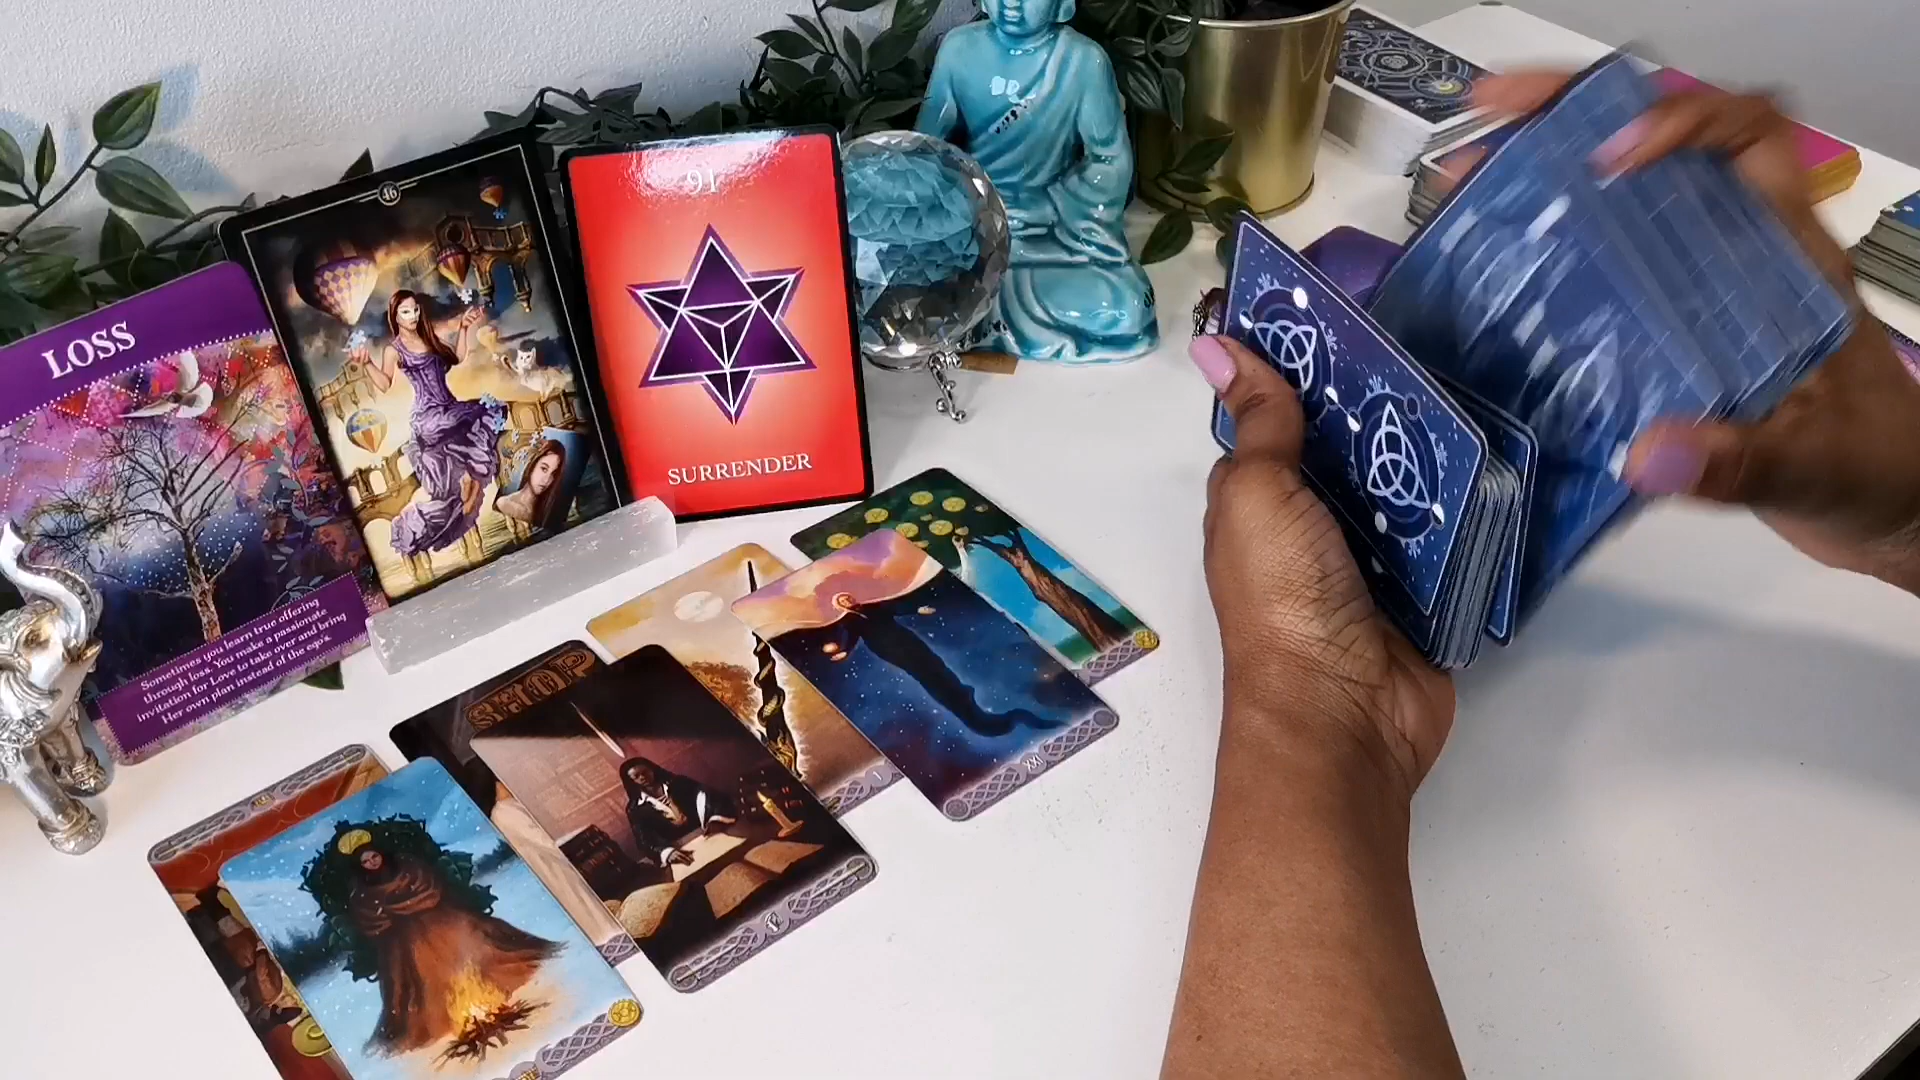 LOSS
Sometimes you learn true offering
through loss. You make a passionate
invitation for Love to take over and bring
Her own plan instead of the ego's.
46
91
SURRENDER
SHOP
I
XXI